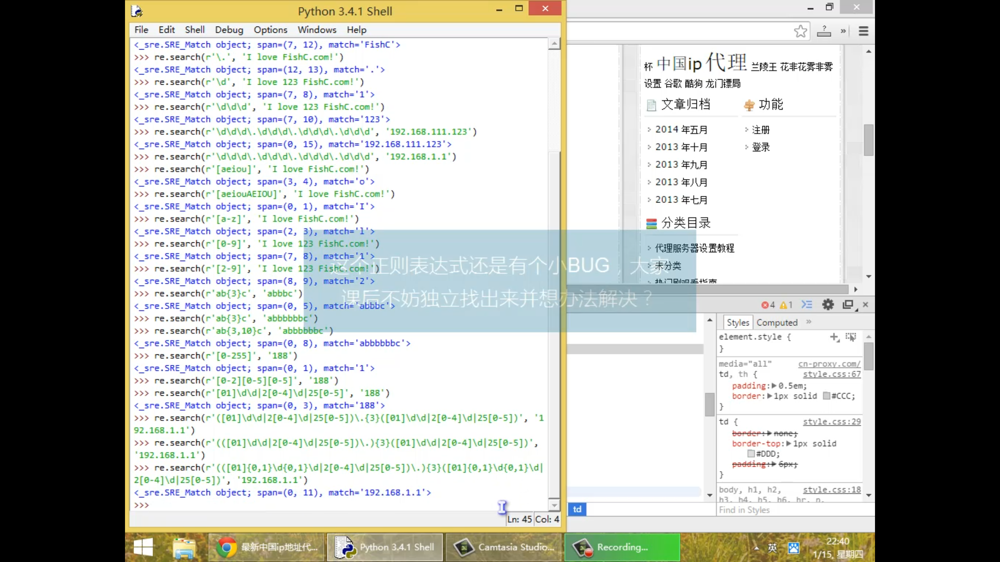 Python 3.4.1 Shell
File Edit Shell Debug Options Windows Help
<_sre.SRE_Match object; span=(7, 12), match='FishC'>
>>> re.search(r'\.', 'I love FishC.com!')
<_sre.SRE_Match object; span=(12, 13), match='.'>
>>> re.search(r'\d', 'I love 123 FishC.com!')
<_sre.SRE_Match object; span=(7, 8), match='1'>
>>> re.search(r'\d\d\d', 'I love 123 FishC.com!')
<_sre.SRE_Match object; span=(7, 10), match='123'>
>>> re.search(r'\d\d\d\.\d\d\d\.\d\d\d\.\d\d\d', '192.168.111.123')
<_sre.SRE_Match object; span=(0, 15), match='192.168.111.123'>
>>> re.search(r'\d\d\d\.\d\d\d\.\d\d\d\.\d\d\d', '192.168.1.1')
>>> re.search(r'[aeiou]', 'I love FishC.com!')
<_sre.SRE_Match object; span=(3, 4), match='o'>
>>> re.search(r'[aeiouAEIOU]', 'I love FishC.com!')
<_sre.SRE_Match object; span=(0, 1), match='I'>
>>> re.search(r'[a-z]', 'I love FishC.com!')
<_sre.SRE_Match object; span=(2, 3), match='l'>
>>> re.search(r'[0-9]', 'I love 123 FishC.com!')
<_sre.SRE_Match object; span=(7, 8), match='1'>
>>> re.search(r'[2-9]', 'I love 123 FishC.com!')
<_sre.SRE_Match object; span=(8, 9), match='2'>
>>> re.search(r'ab{3}c', 'abbbc')
<_sre.SRE_Match object; span=(0, 5), match='abbbc'>
>>> re.search(r'ab{3}c', 'abbbbbbc')
>>> re.search(r'ab{3,10}c', 'abbbbbbc')
<_sre.SRE_Match object; span=(0, 8), match='abbbbbbc'>
>>> re.search(r'[0-255]', '188')
<_sre.SRE_Match object; span=(0, 1), match='1'>
>>> re.search(r'[0-2][0-5][0-5]', '188')
>>> re.search(r'[01]\d\d|2[0-4]\d|25[0-5]', '188')
<_sre.SRE_Match object; span=(0, 3), match='188'>
>>> re.search(r'([01]\d\d|2[0-4]\d|25[0-5])\.{3}([01]\d\d|2[0-4]\d|25[0-5])', '1
92.168.1.1')
>>> re.search(r'(([01]\d\d|2[0-4]\d|25[0-5])\.){3}([01]\d\d|2[0-4]\d|25[0-5])',
'192.168.1.1')
>>> re.search(r'(([01]{0,1}\d{0,1}\d|2[0-4]\d|25[0-5])\.){3}([01]{0,1}\d{0,1}\d|
2[0-4]\d|25[0-5])', '192.168.1.1')
<_sre.SRE_Match object; span=(0, 11), match='192.168.1.1'>
>>>
Ln: 45 Col: 4
这个正则表达式还是有个小BUG，大家
课后不妨独立找出来并想办法解决？
杯 中国ip 代理 兰陵王 花非花雾非雾
设置 谷歌 酷狗 龙门镖局
文章归档 功能
2014 年五月 注册
2013 年十月 登录
2013 年九月
2013 年八月
2013 年七月
分类目录
代理服务器设置教程
未分类
4 1
Styles Computed »
element.style {
}
media="all" cn-proxy.com/
td, th { style.css:67
padding: 0.5em;
border: 1px solid #CCC;
}
td { style.css:29
border: none;
border-top: 1px solid
#DDD;
padding: 6px;
}
body, h1, h2, style.css:18
h3, h4, h5, h6, hr, p,
td
Find in Styles
最新中国ip地址代...
Python 3.4.1 Shell
Camtasia Studio...
Recording...
英
22:40
1/15, 星期四